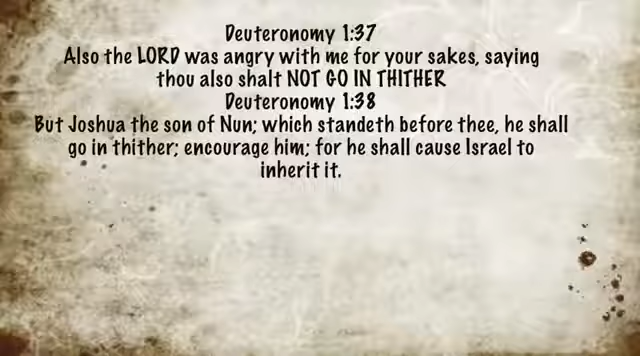 Deuteronomy 1:37
Also the LORD was angry with me for your sakes, saying
thou also shalt NOT GO IN THITHER
Deuteronomy 1:38
But Joshua the son of Nun; which standeth before thee, he shall
go in thither; encourage him; for he shall cause Israel to
inherit it.